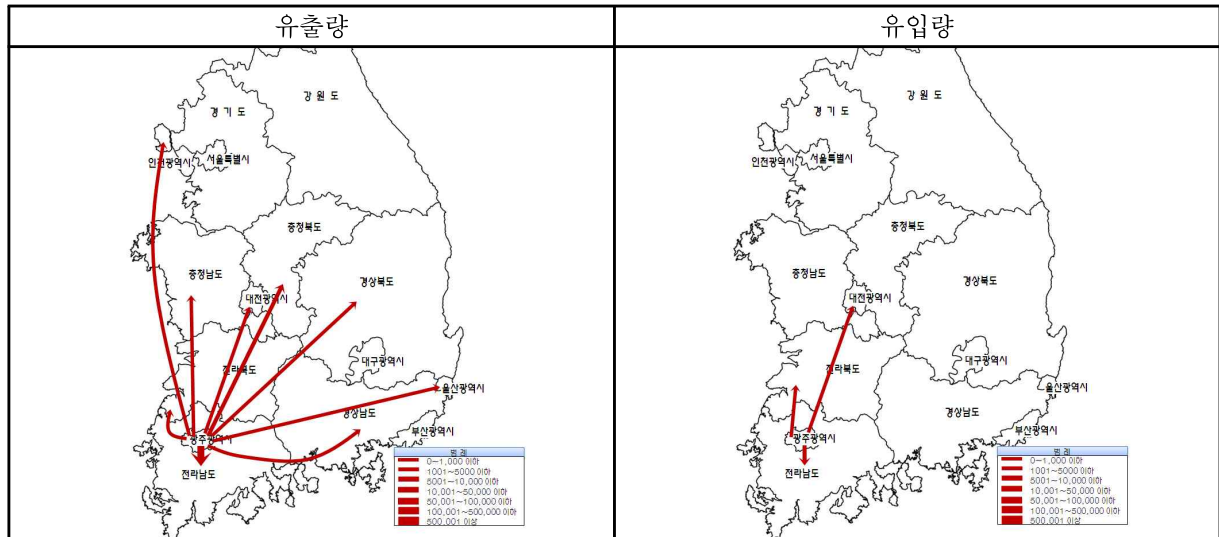 유출량
유입량
강 원 도
경 기 도
인천광역시
서울특별시
충청북도
충청남도
경상북도
대전광역시
대구광역시
전라북도
울산광역시
경상남도
부산광역시
광주광역시
전라남도
범 례
0~1,000 이하
1001~5000 이하
5001~10,000 이하
10,001~50,000 이하
50,001~100,000 이하
100,001~500,000 이하
500,001 이상
강 원 도
경 기 도
인천광역시
서울특별시
충청북도
충청남도
경상북도
대전광역시
대구광역시
전라북도
울산광역시
경상남도
부산광역시
광주광역시
전라남도
범 례
0~1,000 이하
1001~5000 이하
5001~10,000 이하
10,001~50,000 이하
50,001~100,000 이하
100,001~500,000 이하
500,001 이상